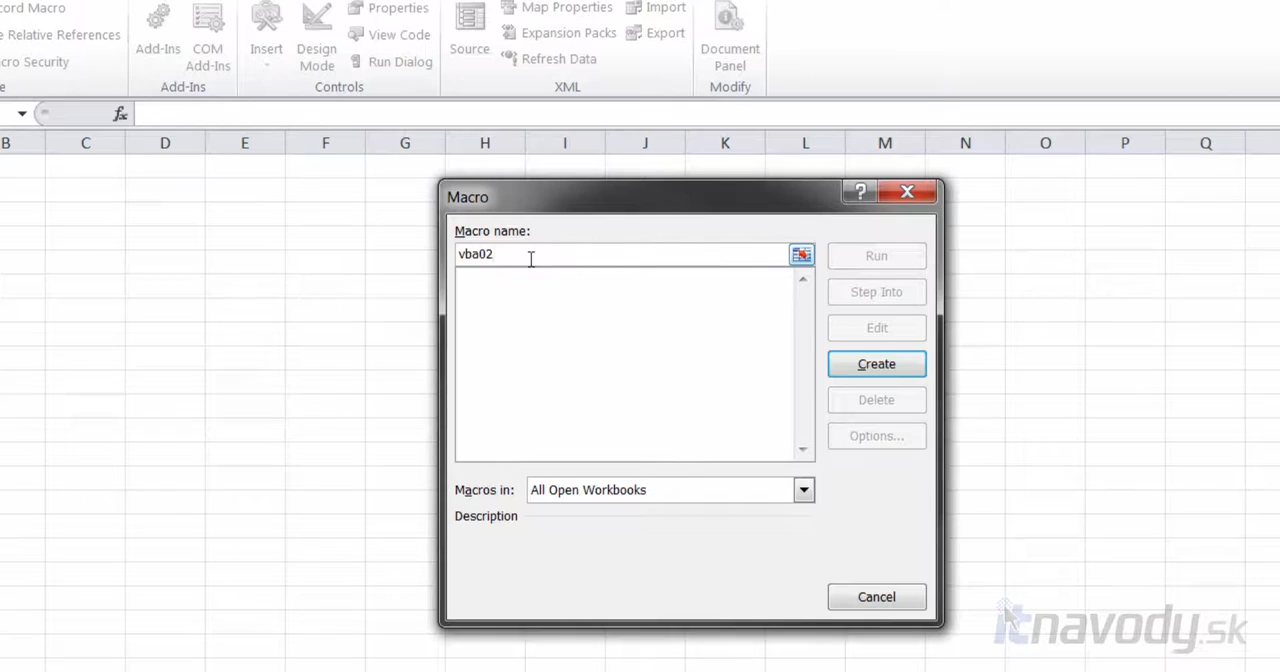 cord Macro
e Relative References
cro Security
e
Add-Ins
COM
Add-Ins
Add-Ins
Insert
Design
Mode
Properties
View Code
Run Dialog
Controls
Source
Map Properties
Expansion Packs
Refresh Data
Import
Export
XML
Document
Panel
Modify
fx
B C D E F G H I J K L M N O P Q
Macro
?
Macro name:
vba02
Run
Step Into
Edit
Create
Delete
Options...
Macros in:
All Open Workbooks
Description
Cancel
itnavody.sk